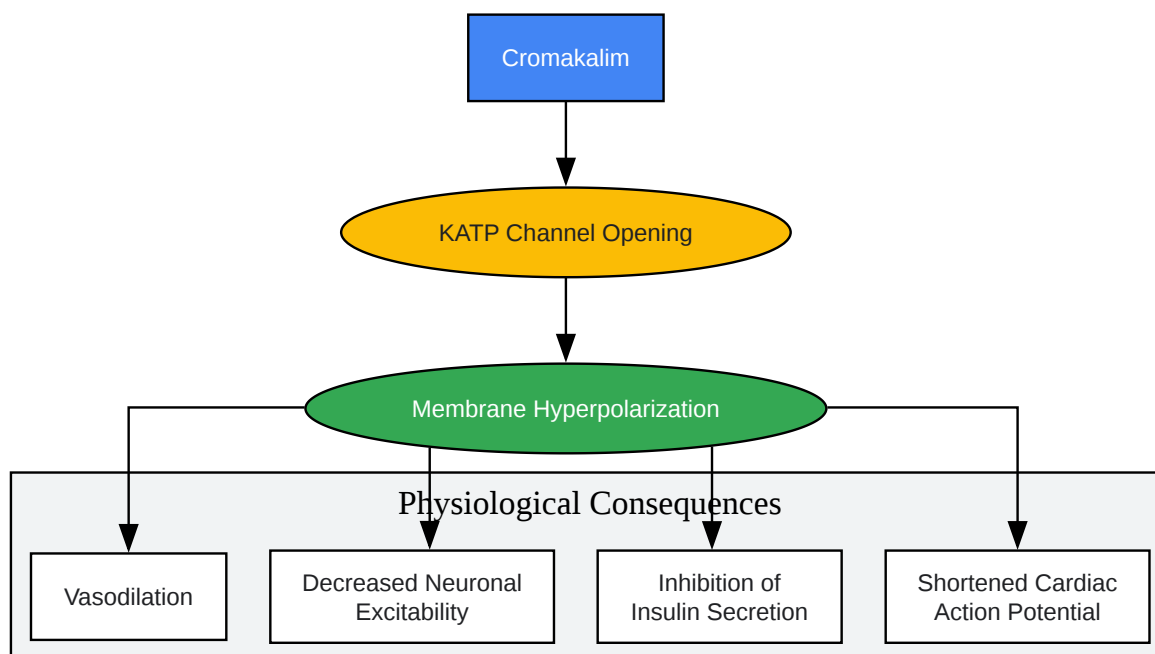 Cromakalim
KATP Channel Opening
Membrane Hyperpolarization
Physiological Consequences
Vasodilation
Decreased Neuronal
Excitability
Inhibition of
Insulin Secretion
Shortened Cardiac
Action Potential